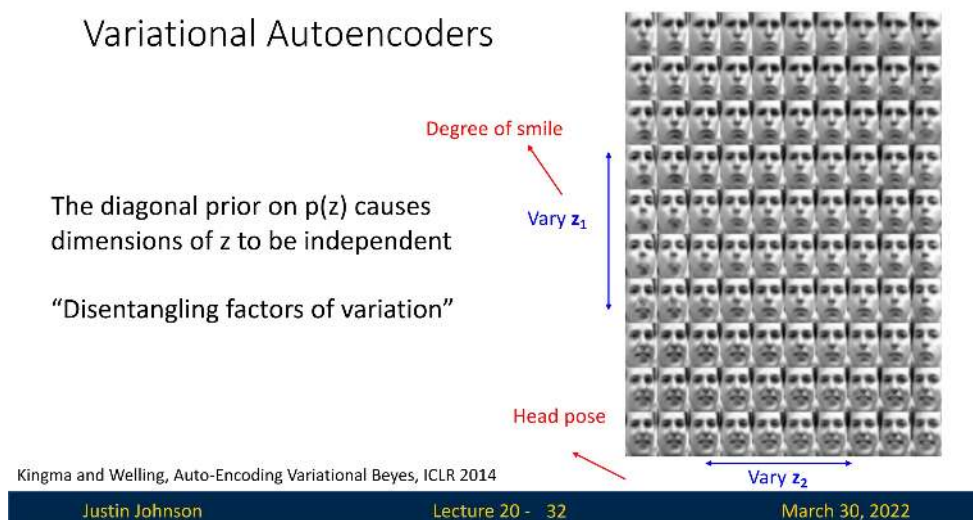 Variational Autoencoders
Degree of smile
The diagonal prior on p(z) causes
dimensions of z to be independent
Vary z₁
“Disentangling factors of variation”
Head pose
Vary z₂
Kingma and Welling, Auto-Encoding Variational Beyes, ICLR 2014
Justin Johnson Lecture 20 - 32 March 30, 2022